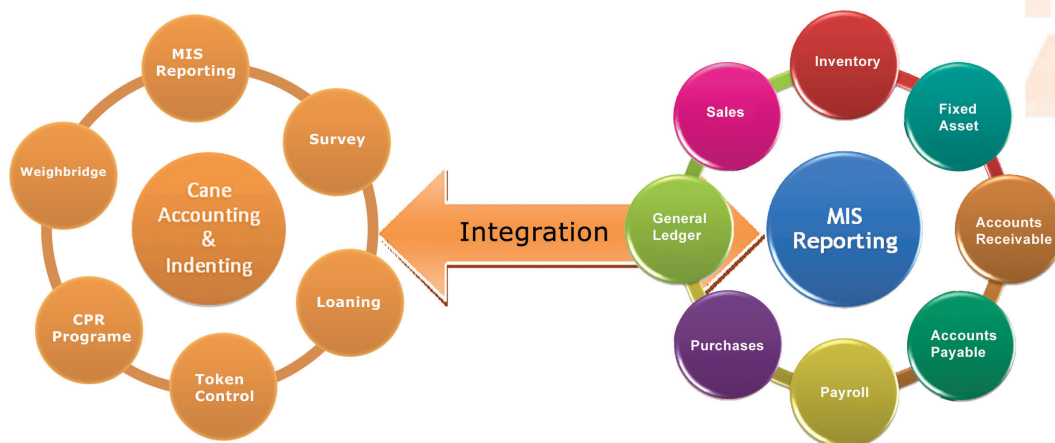 MIS
Reporting
Survey
Weighbridge
Cane
Accounting
&
Indenting
Loaning
CPR
Programe
Token
Control
Integration
Inventory
Sales
Fixed
Asset
General
Ledger
MIS
Reporting
Accounts
Receivable
Purchases
Accounts
Payable
Payroll